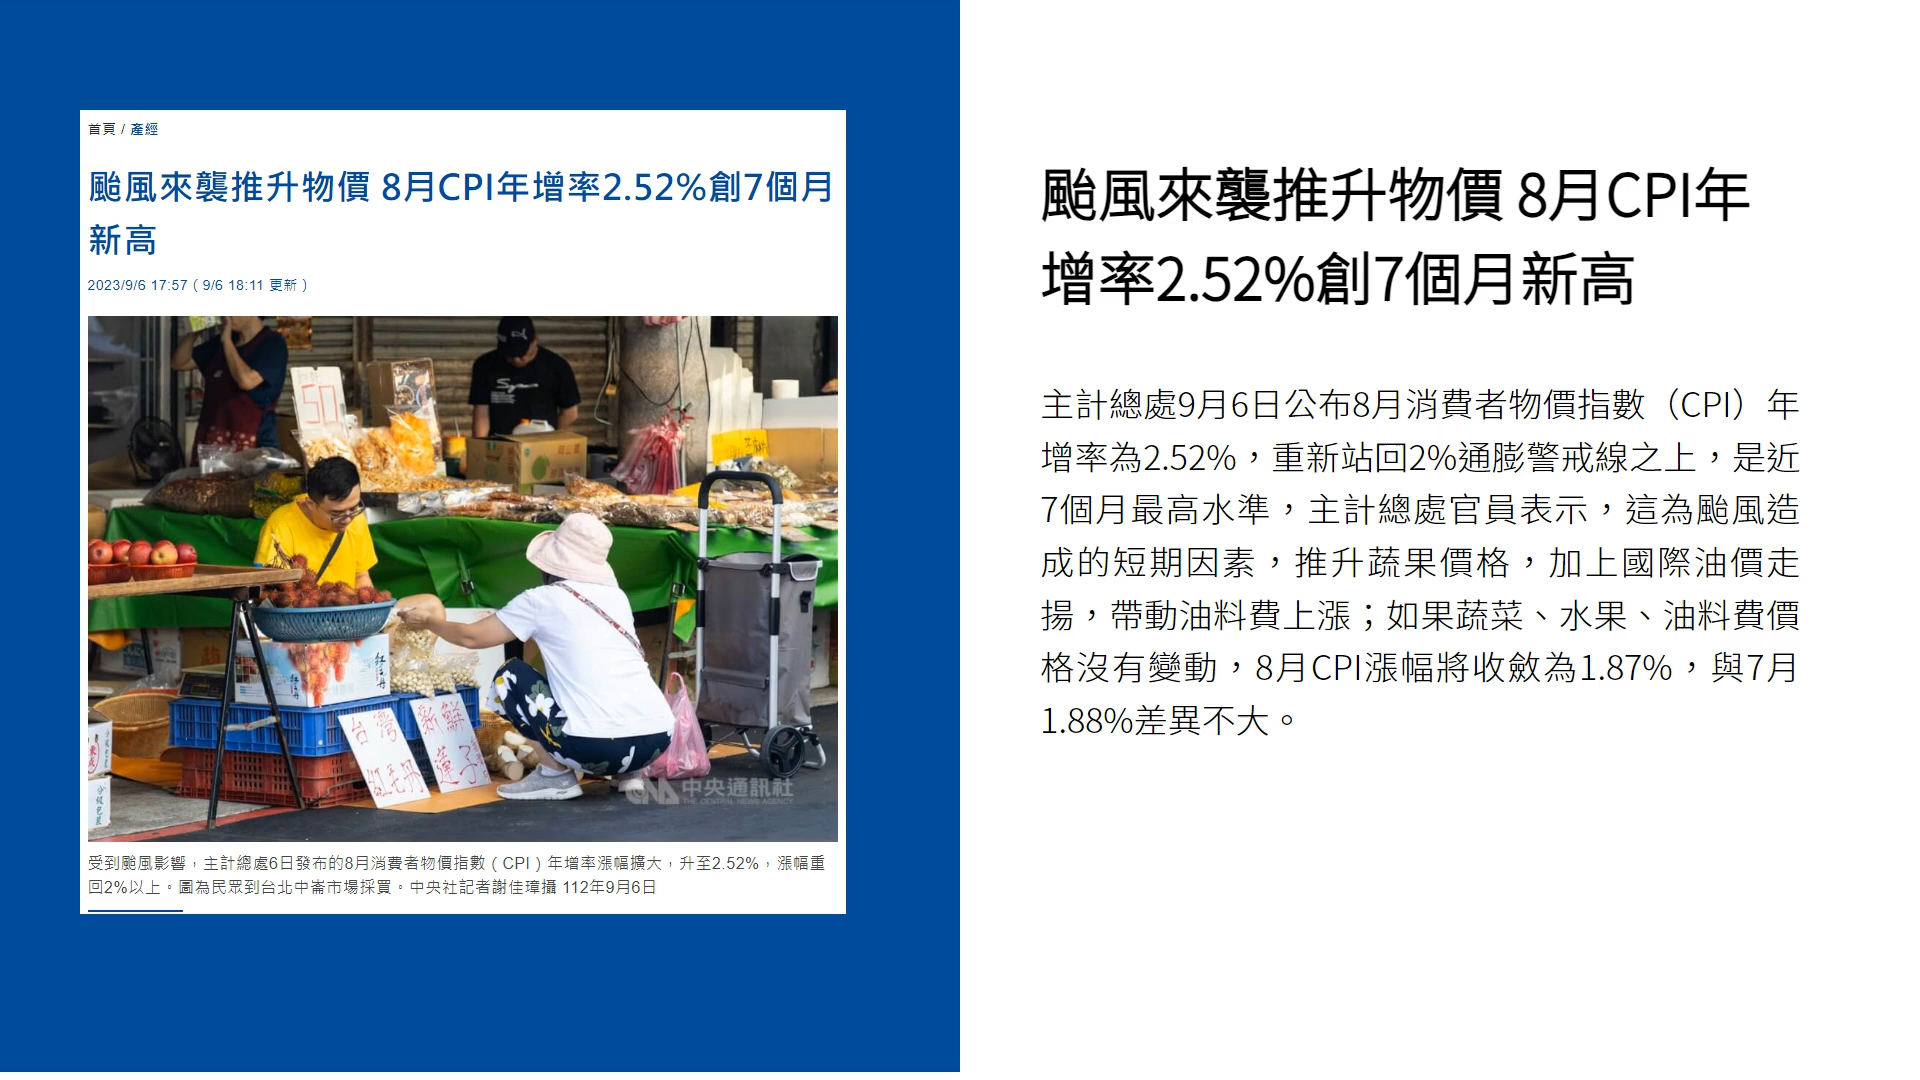 首頁 / 產經
颱風來襲推升物價 8月CPI年增率2.52%創7個月
新高
2023/9/6 17:57（9/6 18:11 更新）
50
台灣
紅毛丹
新鮮
蓮子
中央通訊社
THE CENTRAL NEWS AGENCY
受到颱風影響，主計總處6日發布的8月消費者物價指數（CPI）年增率漲幅擴大，升至2.52%，漲幅重
回2%以上。圖為民眾到台北中崙市場採買。中央社記者謝佳璋攝 112年9月6日
颱風來襲推升物價 8月CPI年
增率2.52%創7個月新高
主計總處9月6日公布8月消費者物價指數（CPI）年
增率為2.52%，重新站回2%通膨警戒線之上，是近
7個月最高水準，主計總處官員表示，這為颱風造
成的短期因素，推升蔬果價格，加上國際油價走
揚，帶動油料費上漲；如果蔬菜、水果、油料費價
格沒有變動，8月CPI漲幅將收斂為1.87%，與7月
1.88%差異不大。